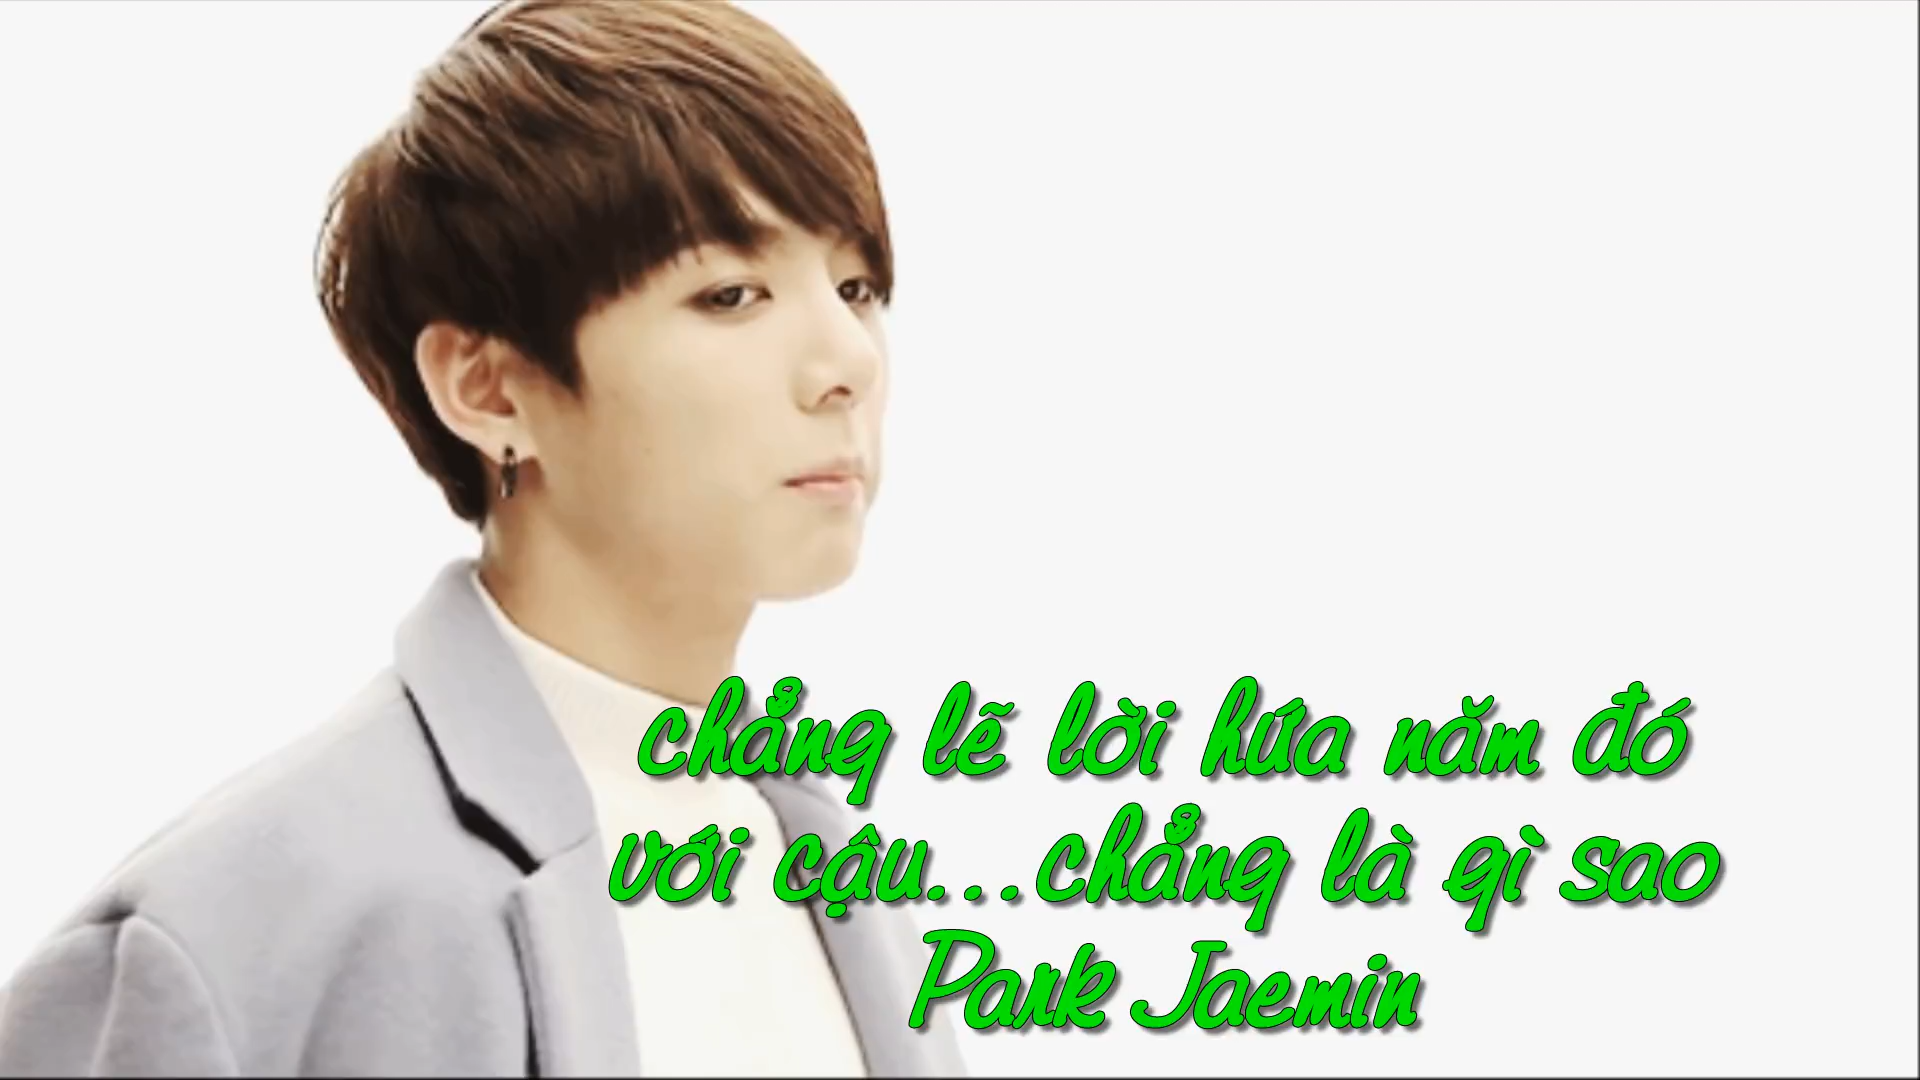 chẳng lẽ lời hứa năm đó
với cậu...chẳng là gì sao
Park Jaemin